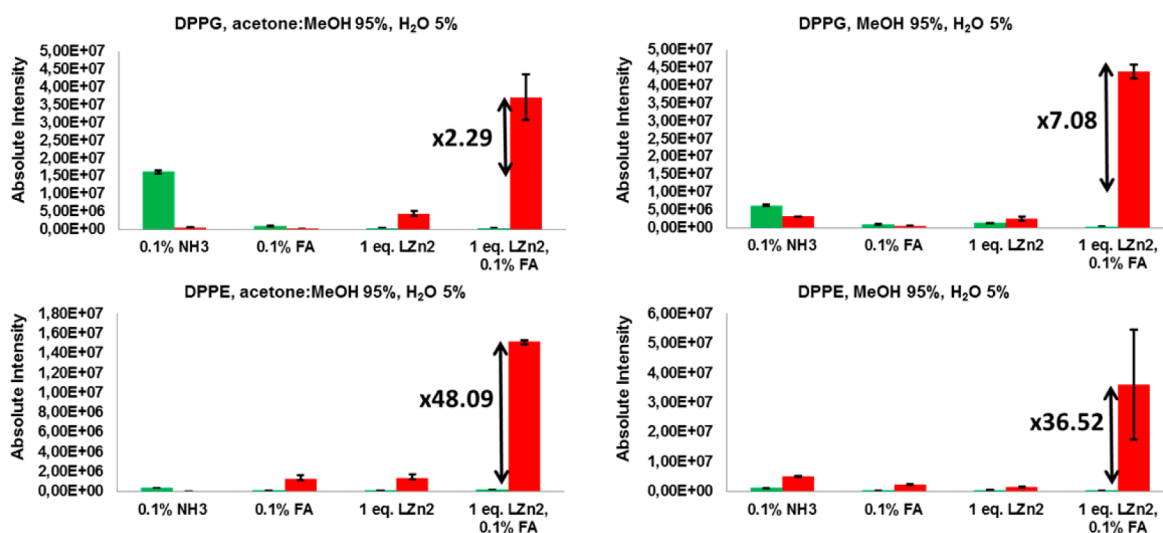 DPPG, acetone:MeOH 95%, H₂O 5%
Absolute Intensity
5,00E+07
4,50E+07
4,00E+07
3,50E+07
3,00E+07
2,50E+07
2,00E+07
1,50E+07
1,00E+07
5,00E+06
0,00E+00
x2.29
0.1% NH3
0.1% FA
1 eq. LZn2
1 eq. LZn2,
0.1% FA
DPPG, MeOH 95%, H₂O 5%
Absolute Intensity
5,00E+07
4,50E+07
4,00E+07
3,50E+07
3,00E+07
2,50E+07
2,00E+07
1,50E+07
1,00E+07
5,00E+06
0,00E+00
x7.08
0.1% NH3
0.1% FA
1 eq. LZn2
1 eq. LZn2,
0.1% FA
DPPE, acetone:MeOH 95%, H₂O 5%
Absolute Intensity
1,80E+07
1,60E+07
1,40E+07
1,20E+07
1,00E+07
8,00E+06
6,00E+06
4,00E+06
2,00E+06
0,00E+00
x48.09
0.1% NH3
0.1% FA
1 eq. LZn2
1 eq. LZn2,
0.1% FA
DPPE, MeOH 95%, H₂O 5%
Absolute Intensity
6,00E+07
5,00E+07
4,00E+07
3,00E+07
2,00E+07
1,00E+07
0,00E+00
x36.52
0.1% NH3
0.1% FA
1 eq. LZn2
1 eq. LZn2,
0.1% FA